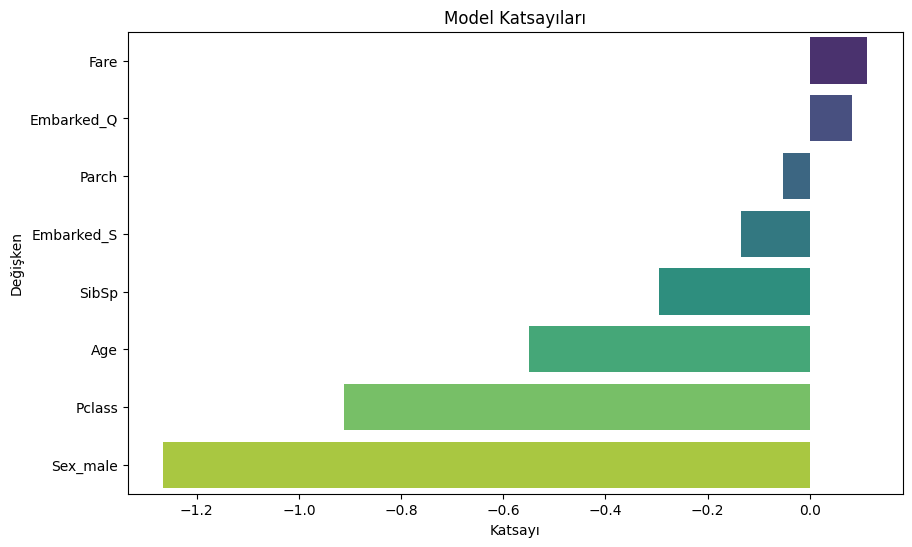 Model Katsayıları
Fare
Embarked_Q
Parch
Embarked_S
SibSp
Age
Pclass
Sex_male
Değişken
−1.2 −1.0 −0.8 −0.6 −0.4 −0.2 0.0
Katsayı